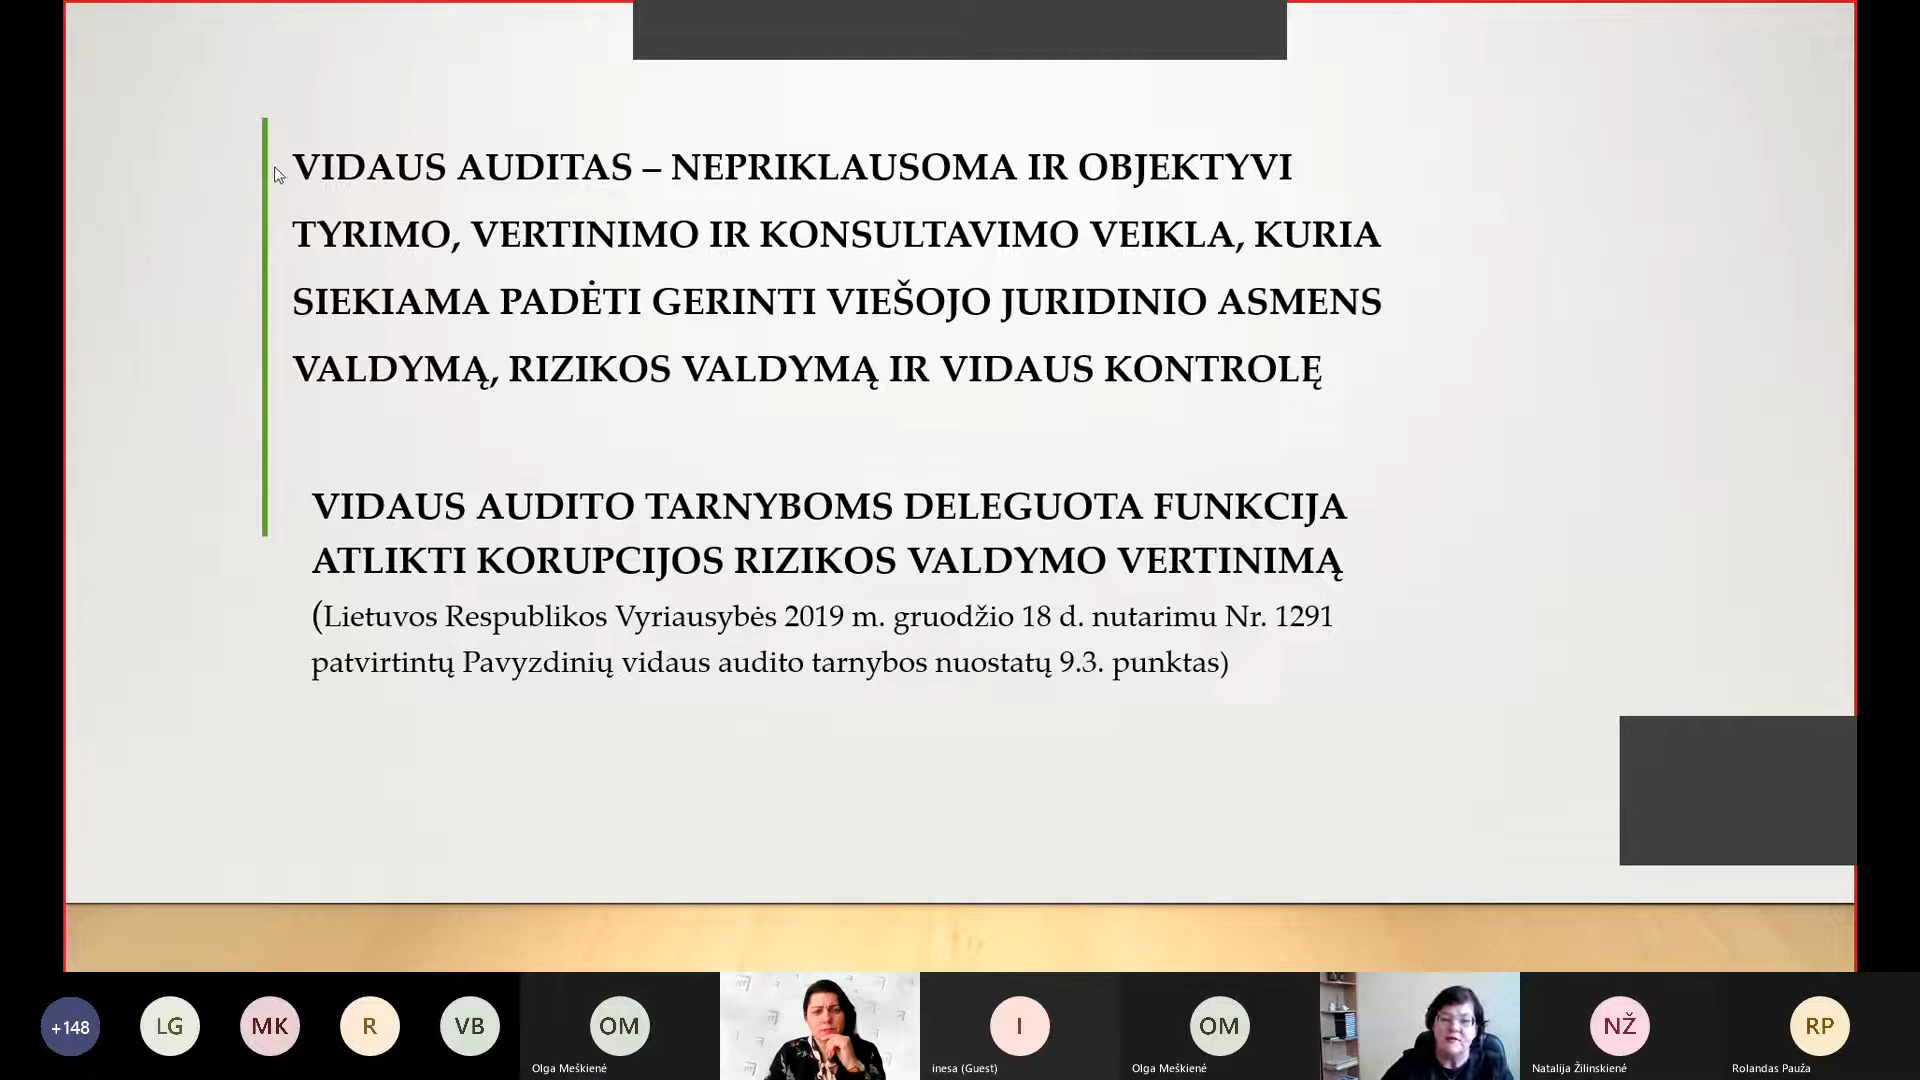 VIDAUS AUDITAS – NEPRIKLAUSOMA IR OBJEKTYVI
TYRIMO, VERTINIMO IR KONSULTAVIMO VEIKLA, KURIA
SIEKIAMA PADĖTI GERINTI VIEŠOJO JURIDINIO ASMENS
VALDYMĄ, RIZIKOS VALDYMĄ IR VIDAUS KONTROLĘ
VIDAUS AUDITO TARNYBOMS DELEGUOTA FUNKCIJA
ATLIKTI KORUPCIJOS RIZIKOS VALDYMO VERTINIMĄ
(Lietuvos Respublikos Vyriausybės 2019 m. gruodžio 18 d. nutarimu Nr. 1291
patvirtintų Pavyzdinių vidaus audito tarnybos nuostatų 9.3. punktas)
+148
LG
MK
R
VB
OM
Olga Meškienė
I
inesa (Guest)
OM
Olga Meškienė
NŽ
Natalija Žilinskienė
RP
Rolandas Pauža